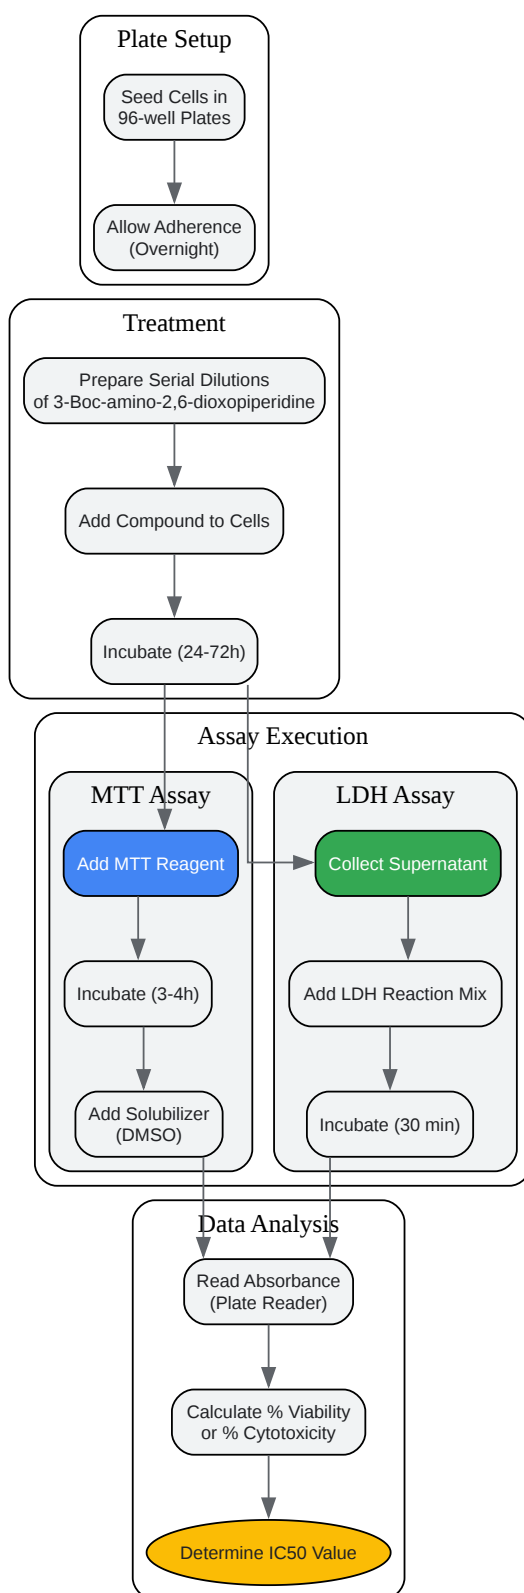 Plate Setup
Seed Cells in
96-well Plates
Allow Adherence
(Overnight)
Treatment
Prepare Serial Dilutions
of 3-Boc-amino-2,6-dioxopiperidine
Add Compound to Cells
Incubate (24-72h)
Assay Execution
MTT Assay
Add MTT Reagent
Incubate (3-4h)
Add Solubilizer
(DMSO)
LDH Assay
Collect Supernatant
Add LDH Reaction Mix
Incubate (30 min)
Data Analysis
Read Absorbance
(Plate Reader)
Calculate % Viability
or % Cytotoxicity
Determine IC50 Value